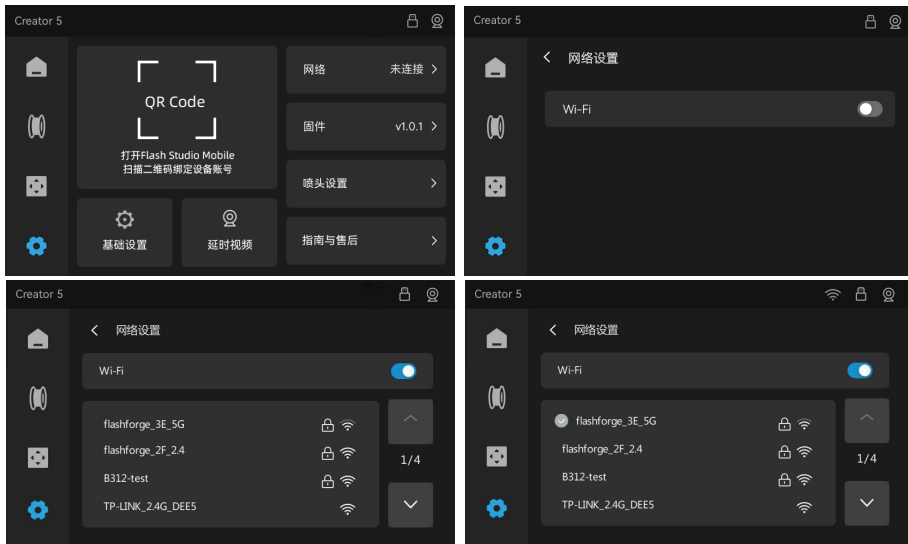 Creator 5
QR Code
打开Flash Studio Mobile
扫描二维码绑定设备账号
基础设置
延时视频
网络 未连接
固件 v1.0.1
喷头设置
指南与售后
Creator 5
网络设置
Wi-Fi
Creator 5
网络设置
Wi-Fi
flashforge_3E_5G
flashforge_2F_2.4
B312-test
TP-LINK_2.4G_DEE5
1/4
Creator 5
网络设置
Wi-Fi
flashforge_3E_5G
flashforge_2F_2.4
B312-test
TP-LINK_2.4G_DEE5
1/4